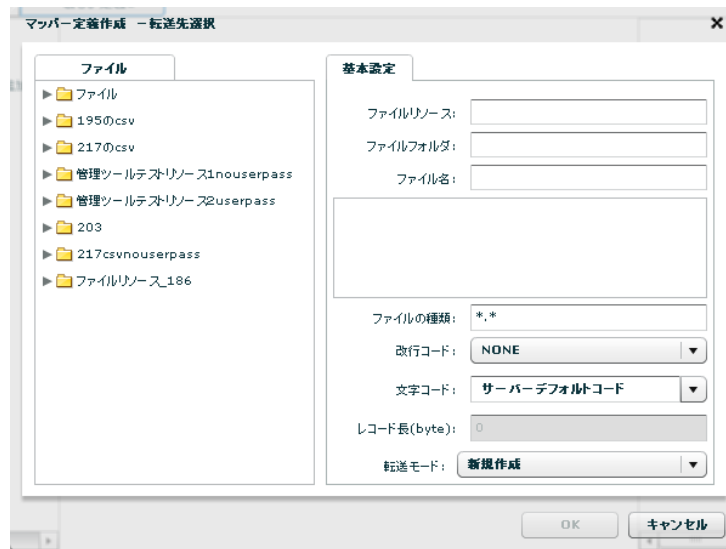 マッパー定義作成 －転送先選択
ファイル
ファイル
195のcsv
217のcsv
管理ツールテストリソース1nouserpass
管理ツールテストリソース2userpass
203
217csvnouserpass
ファイルリソース_186
基本設定
ファイルリソース:
ファイルフォルダ:
ファイル名:
ファイルの種類: *.*
改行コード: NONE
文字コード: サーバーデフォルトコード
レコード長(byte): 0
転送モード: 新規作成
OK キャンセル